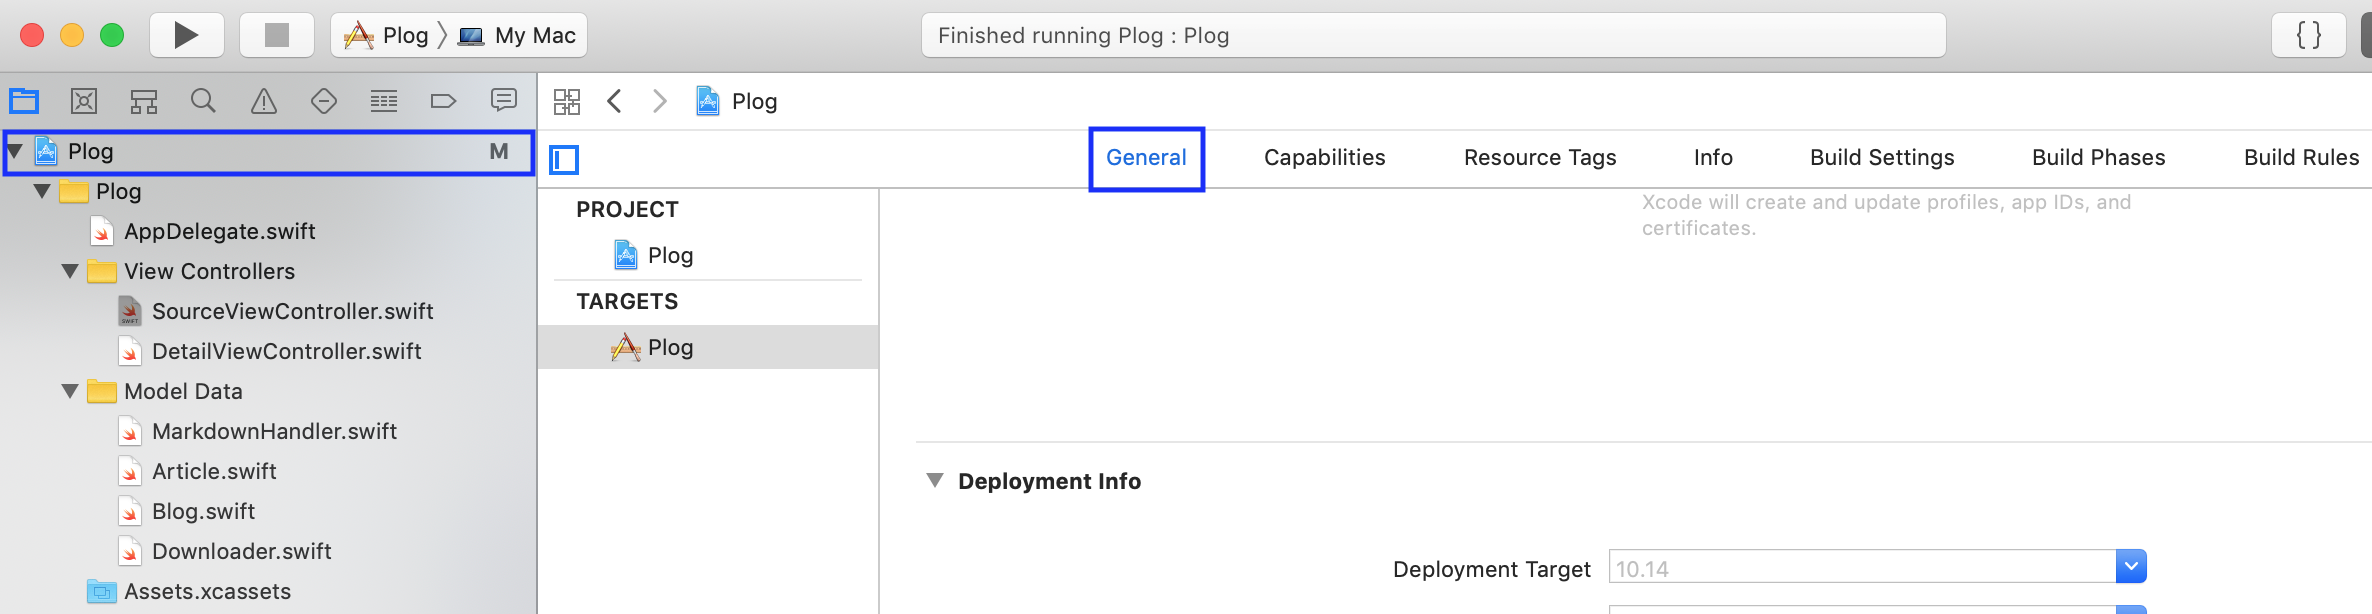 Plog
My Mac
Finished running Plog : Plog
{ }
Plog
Plog M
General
Capabilities
Resource Tags
Info
Build Settings
Build Phases
Build Rules
Plog
AppDelegate.swift
View Controllers
SourceViewController.swift
DetailViewController.swift
Model Data
MarkdownHandler.swift
Article.swift
Blog.swift
Downloader.swift
Assets.xcassets
PROJECT
Plog
TARGETS
Plog
Xcode will create and update profiles, app IDs, and
certificates.
Deployment Info
Deployment Target 10.14